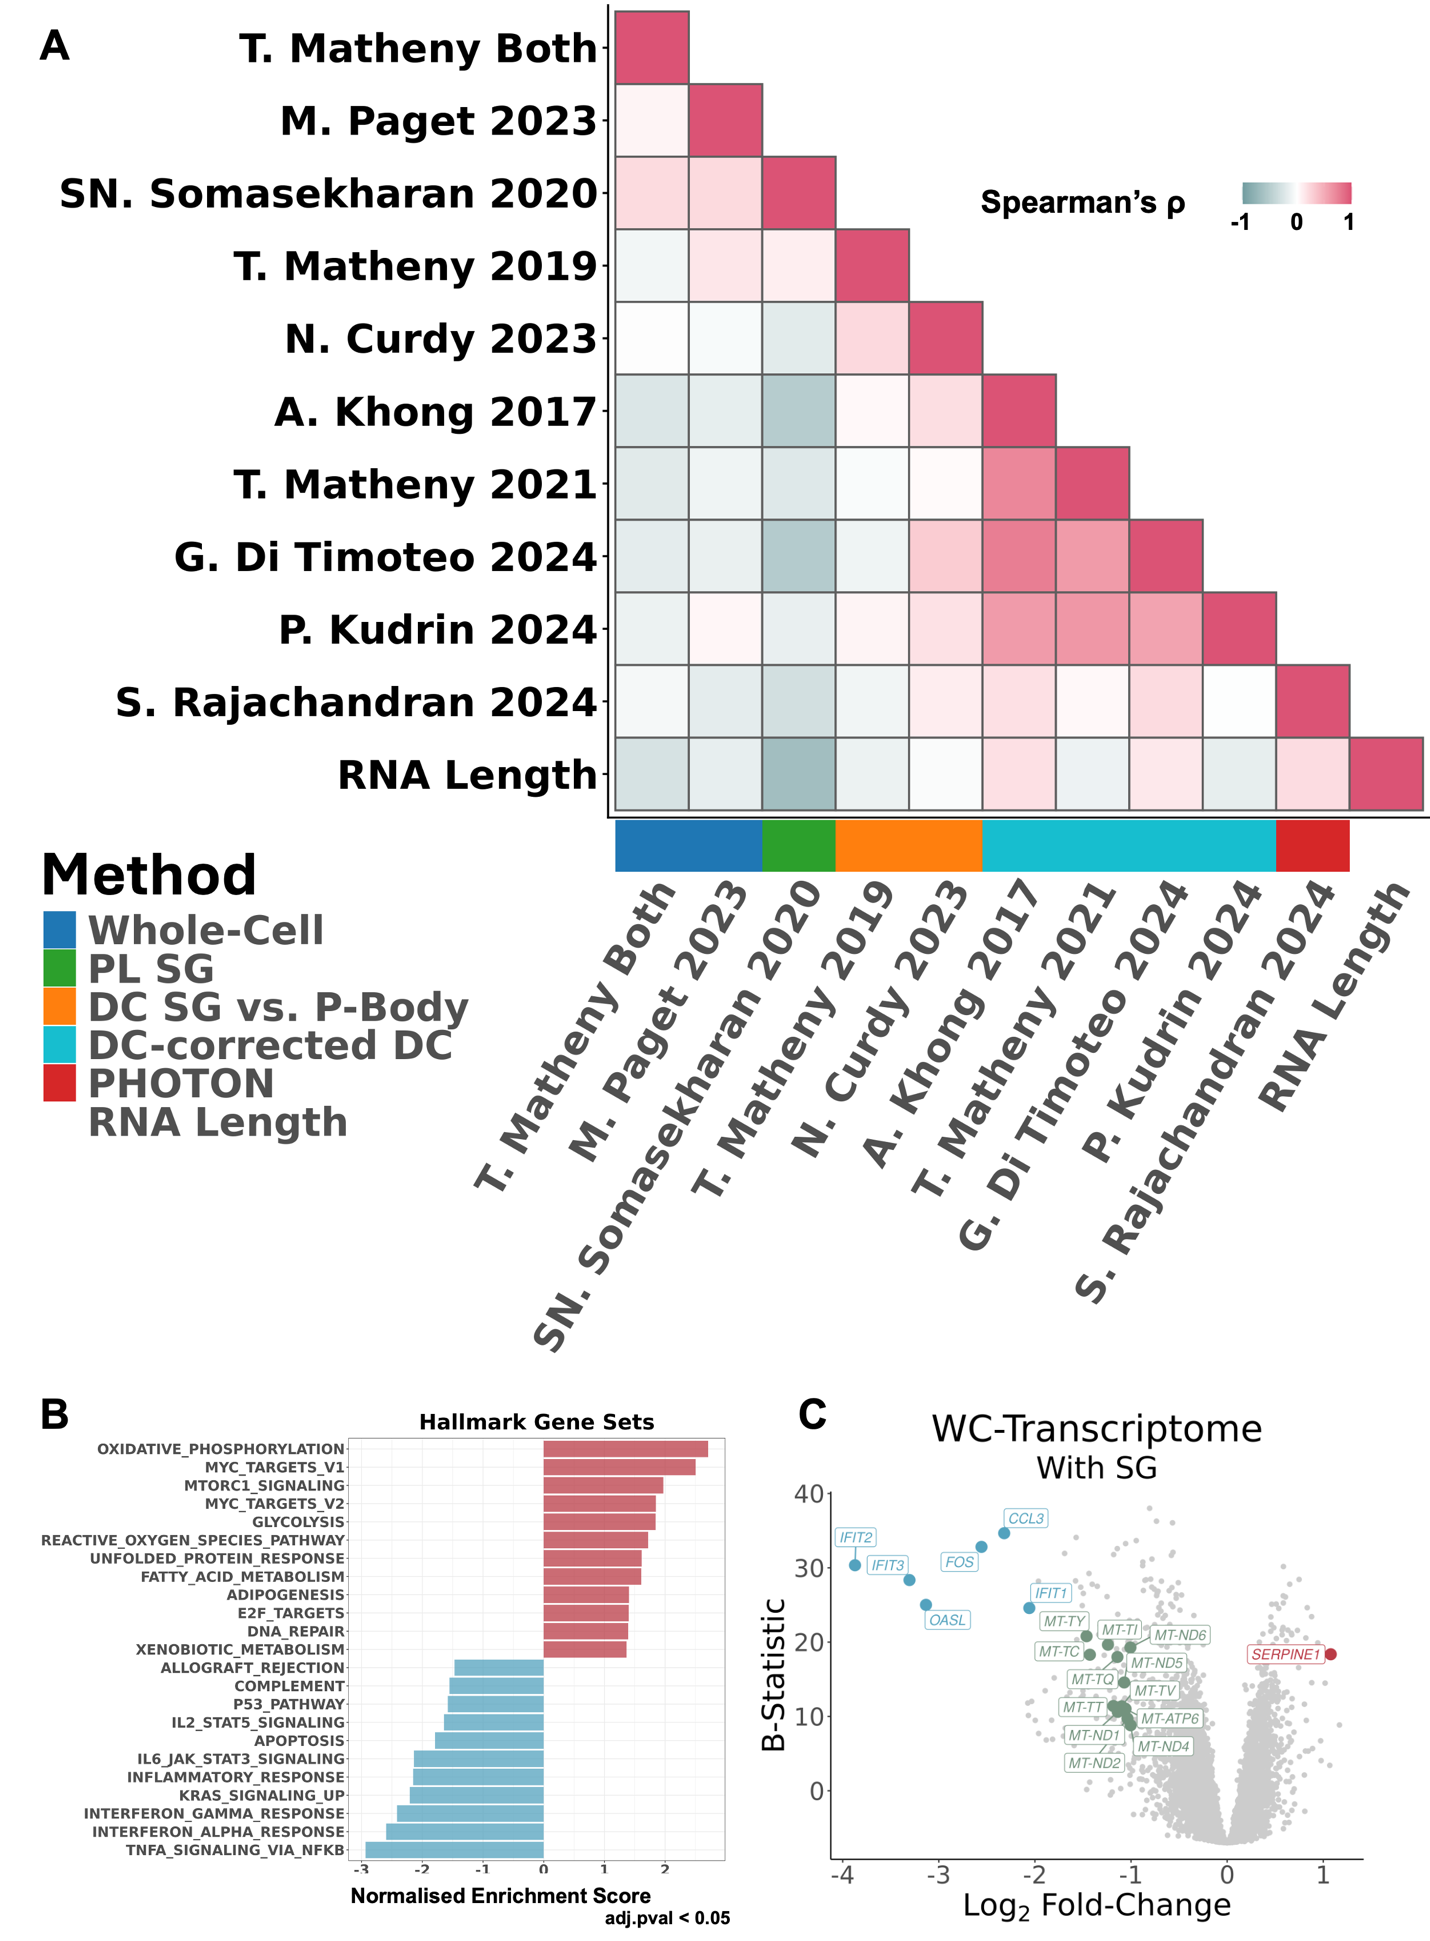 A
T. Matheny Both
M. Paget 2023
SN. Somasekharan 2020
T. Matheny 2019
N. Curdy 2023
A. Khong 2017
T. Matheny 2021
G. Di Timoteo 2024
P. Kudrin 2024
S. Rajachandran 2024
RNA Length
Spearman’s ρ
-1 0 1
Method
Whole-Cell
PL SG
DC SG vs. P-Body
DC-corrected DC
PHOTON
RNA Length
T. Matheny Both
M. Paget 2023
SN. Somasekharan 2020
T. Matheny 2019
N. Curdy 2023
A. Khong 2017
T. Matheny 2021
G. Di Timoteo 2024
P. Kudrin 2024
S. Rajachandran 2024
RNA Length
B
Hallmark Gene Sets
OXIDATIVE_PHOSPHORYLATION
MYC_TARGETS_V1
MTORC1_SIGNALING
MYC_TARGETS_V2
GLYCOLYSIS
REACTIVE_OXYGEN_SPECIES_PATHWAY
UNFOLDED_PROTEIN_RESPONSE
FATTY_ACID_METABOLISM
ADIPOGENESIS
E2F_TARGETS
DNA_REPAIR
XENOBIOTIC_METABOLISM
ALLOGRAFT_REJECTION
COMPLEMENT
P53_PATHWAY
IL2_STAT5_SIGNALING
APOPTOSIS
IL6_JAK_STAT3_SIGNALING
INFLAMMATORY_RESPONSE
KRAS_SIGNALING_UP
INTERFERON_GAMMA_RESPONSE
INTERFERON_ALPHA_RESPONSE
TNFA_SIGNALING_VIA_NFKB
-3 -2 -1 0 1 2
Normalised Enrichment Score
adj.pval < 0.05
C
WC-Transcriptome
With SG
B-Statistic
40
30
20
10
0
CCL3
IFIT2
IFIT3
FOS
IFIT1
OASL
MT-TY
MT-TI
MT-ND6
MT-TC
MT-ND5
SERPINE1
MT-TQ
MT-TV
MT-TT
MT-ATP6
MT-ND1
MT-ND4
MT-ND2
-4 -3 -2 -1 0 1
Log2 Fold-Change